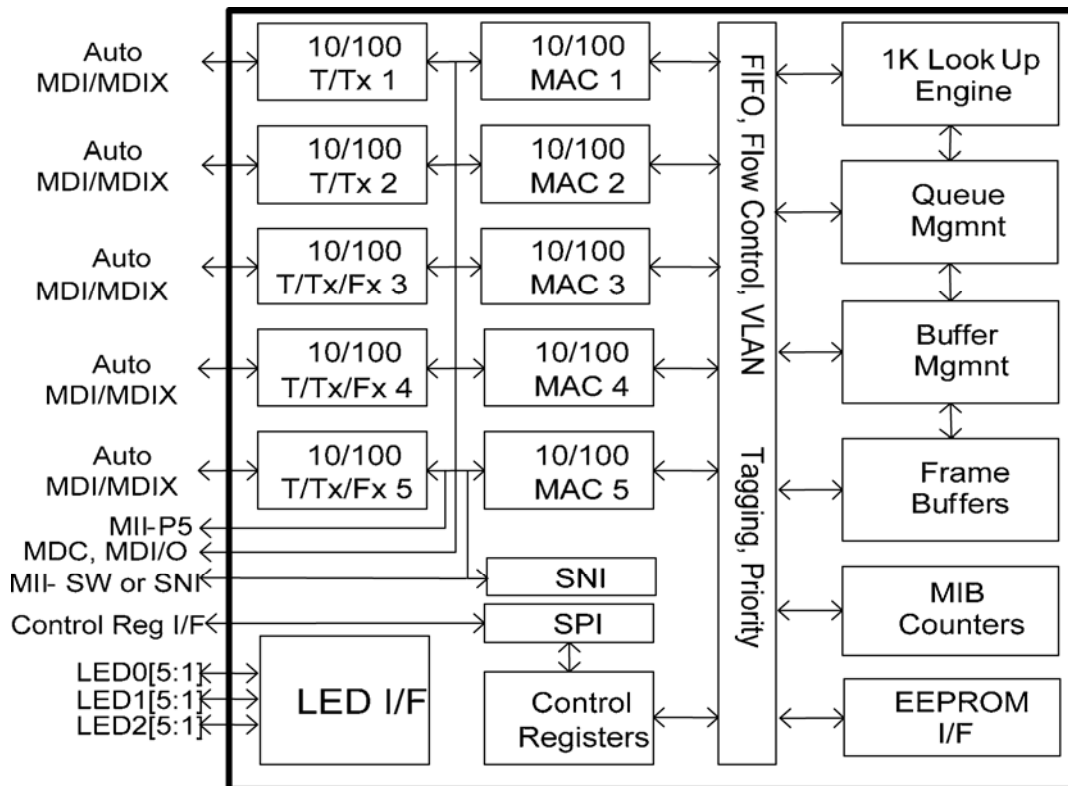 Auto
MDI/MDIX
10/100
T/Tx 1
10/100
MAC 1
Auto
MDI/MDIX
10/100
T/Tx 2
10/100
MAC 2
Auto
MDI/MDIX
10/100
T/Tx/Fx 3
10/100
MAC 3
Auto
MDI/MDIX
10/100
T/Tx/Fx 4
10/100
MAC 4
Auto
MDI/MDIX
10/100
T/Tx/Fx 5
10/100
MAC 5
MII-P5
MDC, MDI/O
MII- SW or SNI
Control Reg I/F
LED0[5:1]
LED1[5:1]
LED2[5:1]
LED I/F
SNI
SPI
Control
Registers
FIFO, Flow Control, VLAN Tagging, Priority
1K Look Up
Engine
Queue
Mgmnt
Buffer
Mgmnt
Frame
Buffers
MIB
Counters
EEPROM
I/F